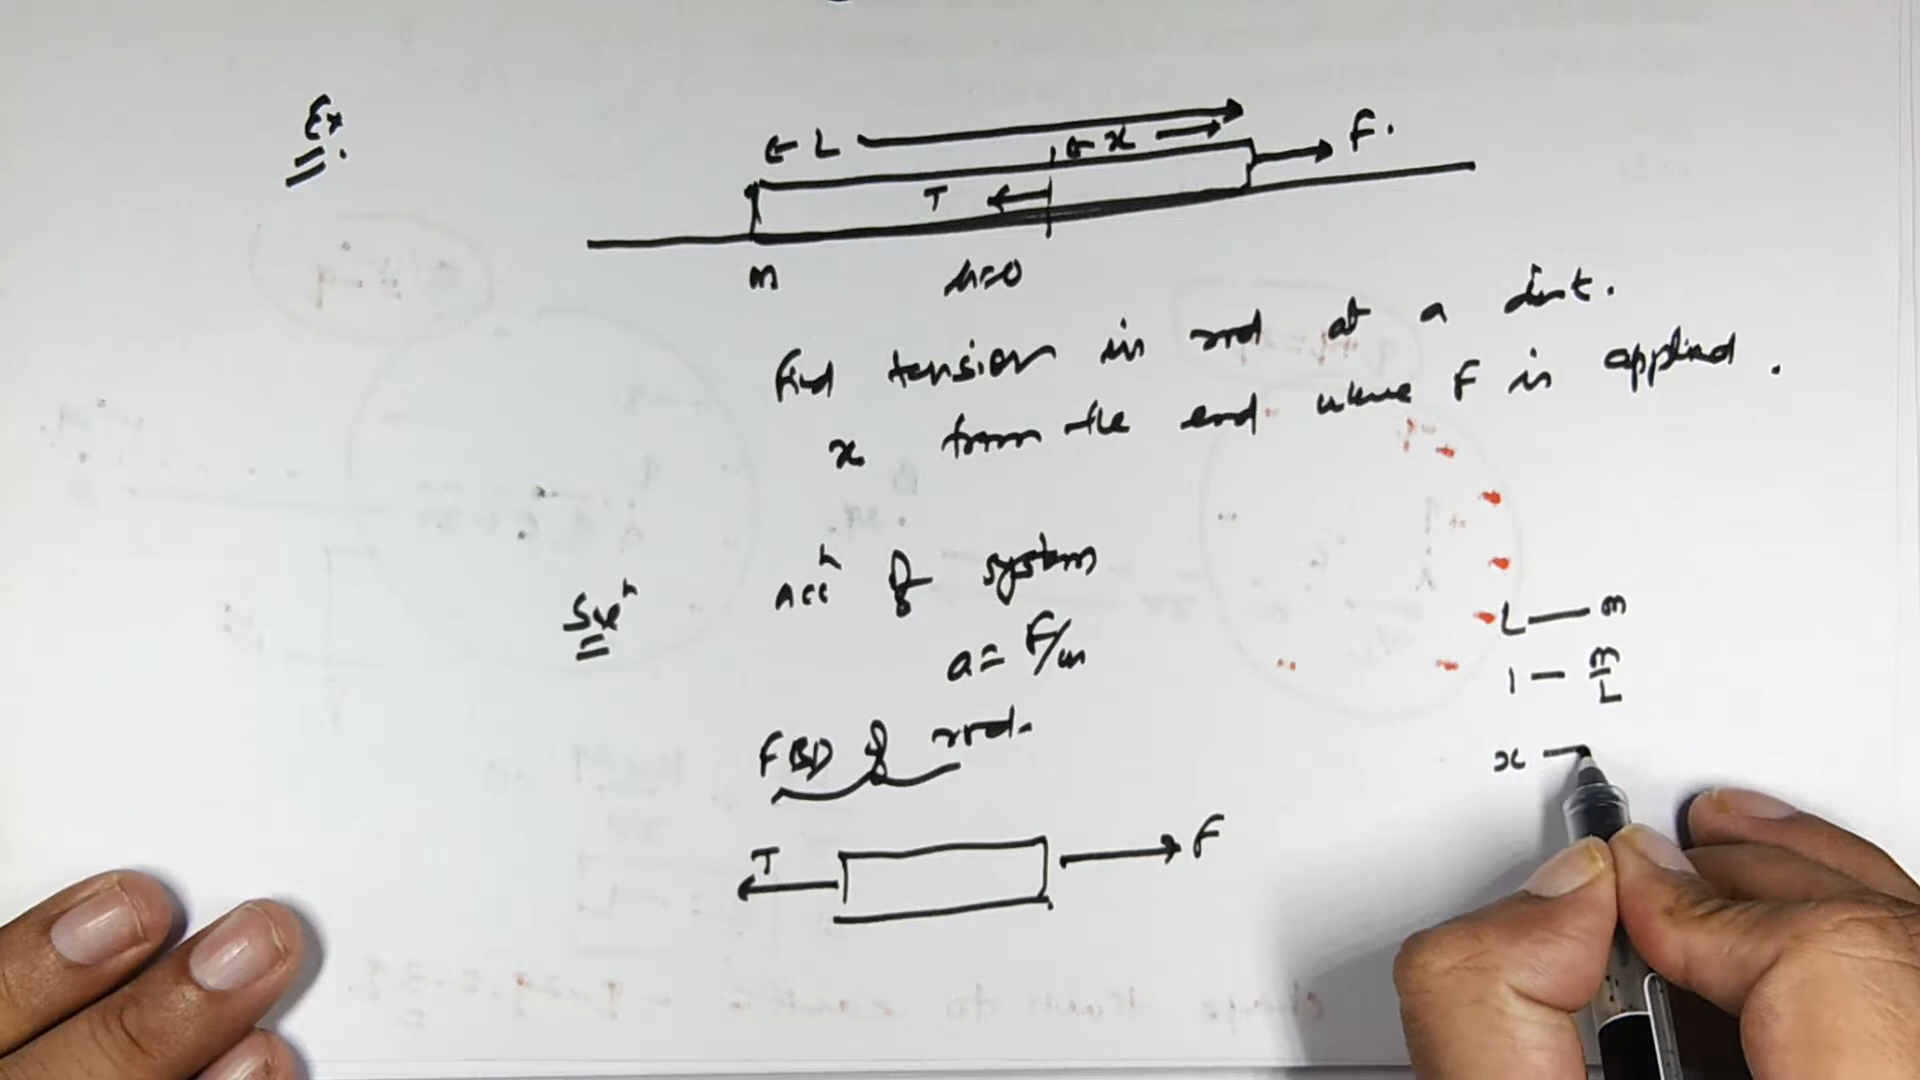 Ex.
← L → ← x → F.
T ←
m μ=0
Find tension in rod at a dist.
x from the end where F is applied.
Solⁿ accⁿ of system
a = F/m
FBD of rod.
T F
L — m
1 — m/L
x —